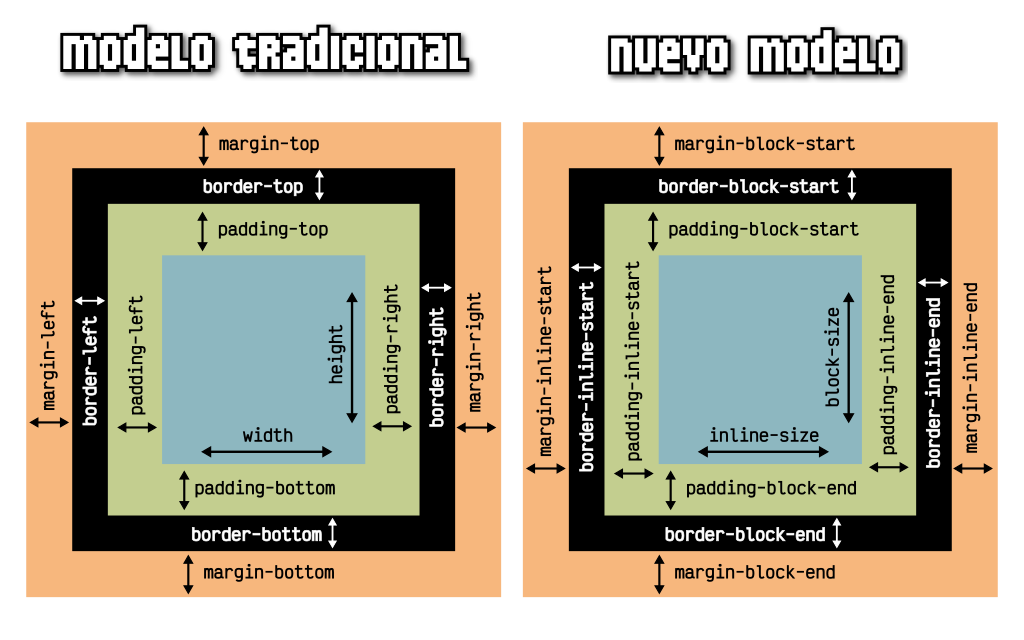 MODELO TRADICIONAL
margin-top
border-top
padding-top
margin-left
border-left
padding-left
height
padding-right
border-right
margin-right
width
padding-bottom
border-bottom
margin-bottom
NUEVO MODELO
margin-block-start
border-block-start
padding-block-start
margin-inline-start
border-inline-start
padding-inline-start
block-size
padding-inline-end
border-inline-end
margin-inline-end
inline-size
padding-block-end
border-block-end
margin-block-end